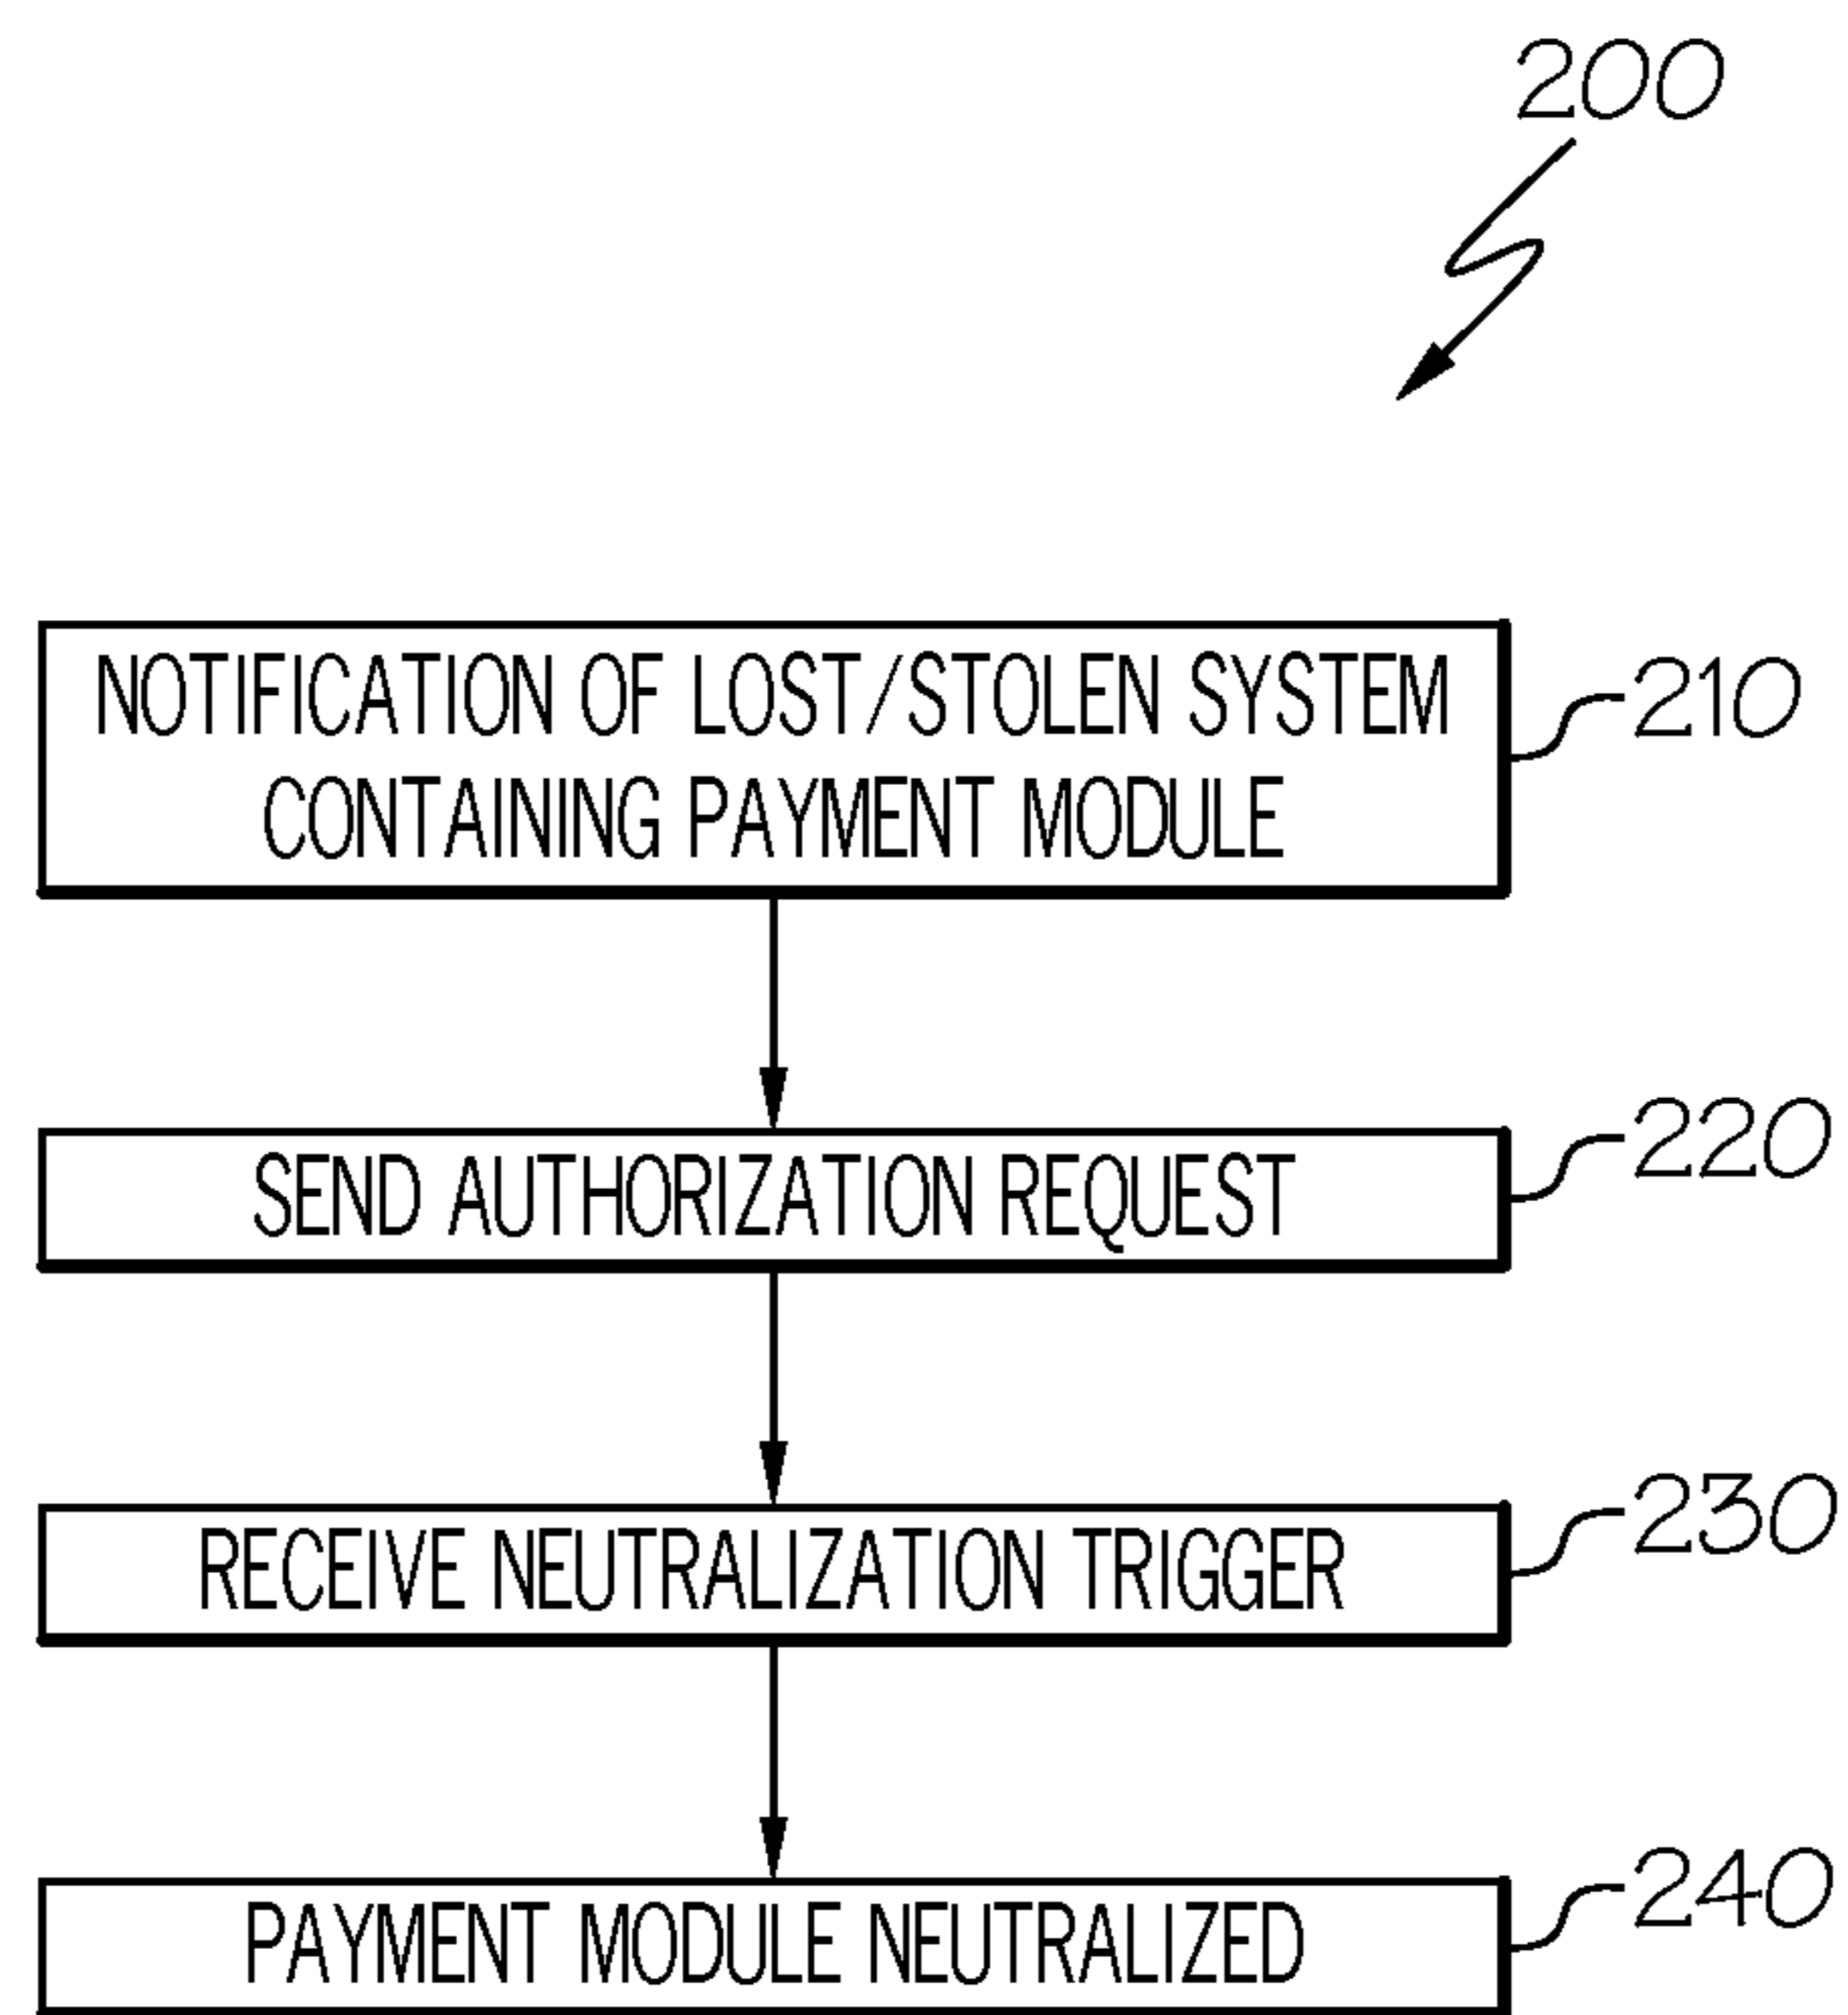 200
NOTIFICATION OF LOST/STOLEN SYSTEM
CONTAINING PAYMENT MODULE
210
SEND AUTHORIZATION REQUEST
220
RECEIVE NEUTRALIZATION TRIGGER
230
PAYMENT MODULE NEUTRALIZED
240